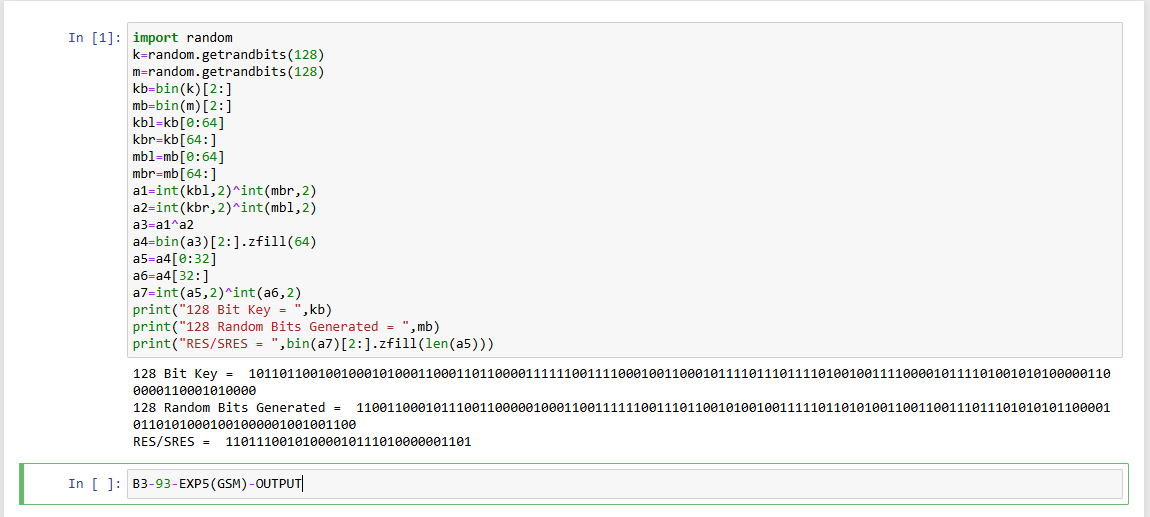 In [1]: import random
k=random.getrandbits(128)
m=random.getrandbits(128)
kb=bin(k)[2:]
mb=bin(m)[2:]
kbl=kb[0:64]
kbr=kb[64:]
mbl=mb[0:64]
mbr=mb[64:]
a1=int(kbl,2)^int(mbr,2)
a2=int(kbr,2)^int(mbl,2)
a3=a1^a2
a4=bin(a3)[2:].zfill(64)
a5=a4[0:32]
a6=a4[32:]
a7=int(a5,2)^int(a6,2)
print("128 Bit Key = ",kb)
print("128 Random Bits Generated = ",mb)
print("RES/SRES = ",bin(a7)[2:].zfill(len(a5)))
128 Bit Key =  1011011001001000101000110001101100001111110011110001001100010111101110111101001001111000010111101001010100000110
0000110001010000
128 Random Bits Generated =  1100110001011100110000010001100111111001110110010100100111110110101001100110011101110101010110000
1011010100010010000010010011100
RES/SRES =  11011100101000010111010000001101
In [ ]: B3-93-EXP5(GSM)-OUTPUT